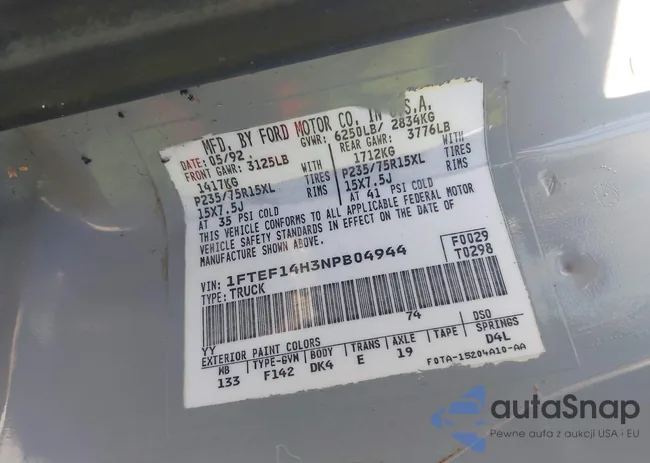 MFD. BY FORD MOTOR CO. IN U.S.A.
DATE: 05/92 GVWR: 6250LB/ 2834KG
FRONT GAWR: 3125LB REAR GAWR: 3776LB
1417KG WITH 1712KG WITH
P235/75R15XL TIRES P235/75R15XL TIRES
15X7.5J RIMS 15X7.5J RIMS
AT 35 PSI COLD AT 41 PSI COLD
THIS VEHICLE CONFORMS TO ALL APPLICABLE FEDERAL MOTOR
VEHICLE SAFETY STANDARDS IN EFFECT ON THE DATE OF
MANUFACTURE SHOWN ABOVE.
VIN: 1FTEF14H3NPB04944 F0029
TYPE: TRUCK T0298
74
YY
EXTERIOR PAINT COLORS DSO
WB TYPE-GVM BODY TRANS AXLE TAPE SPRINGS
133 F142 DK4 E 19 D4L
F0TA-15204A10-AA
autoSnap
Pewne auta z aukcji USA i EU